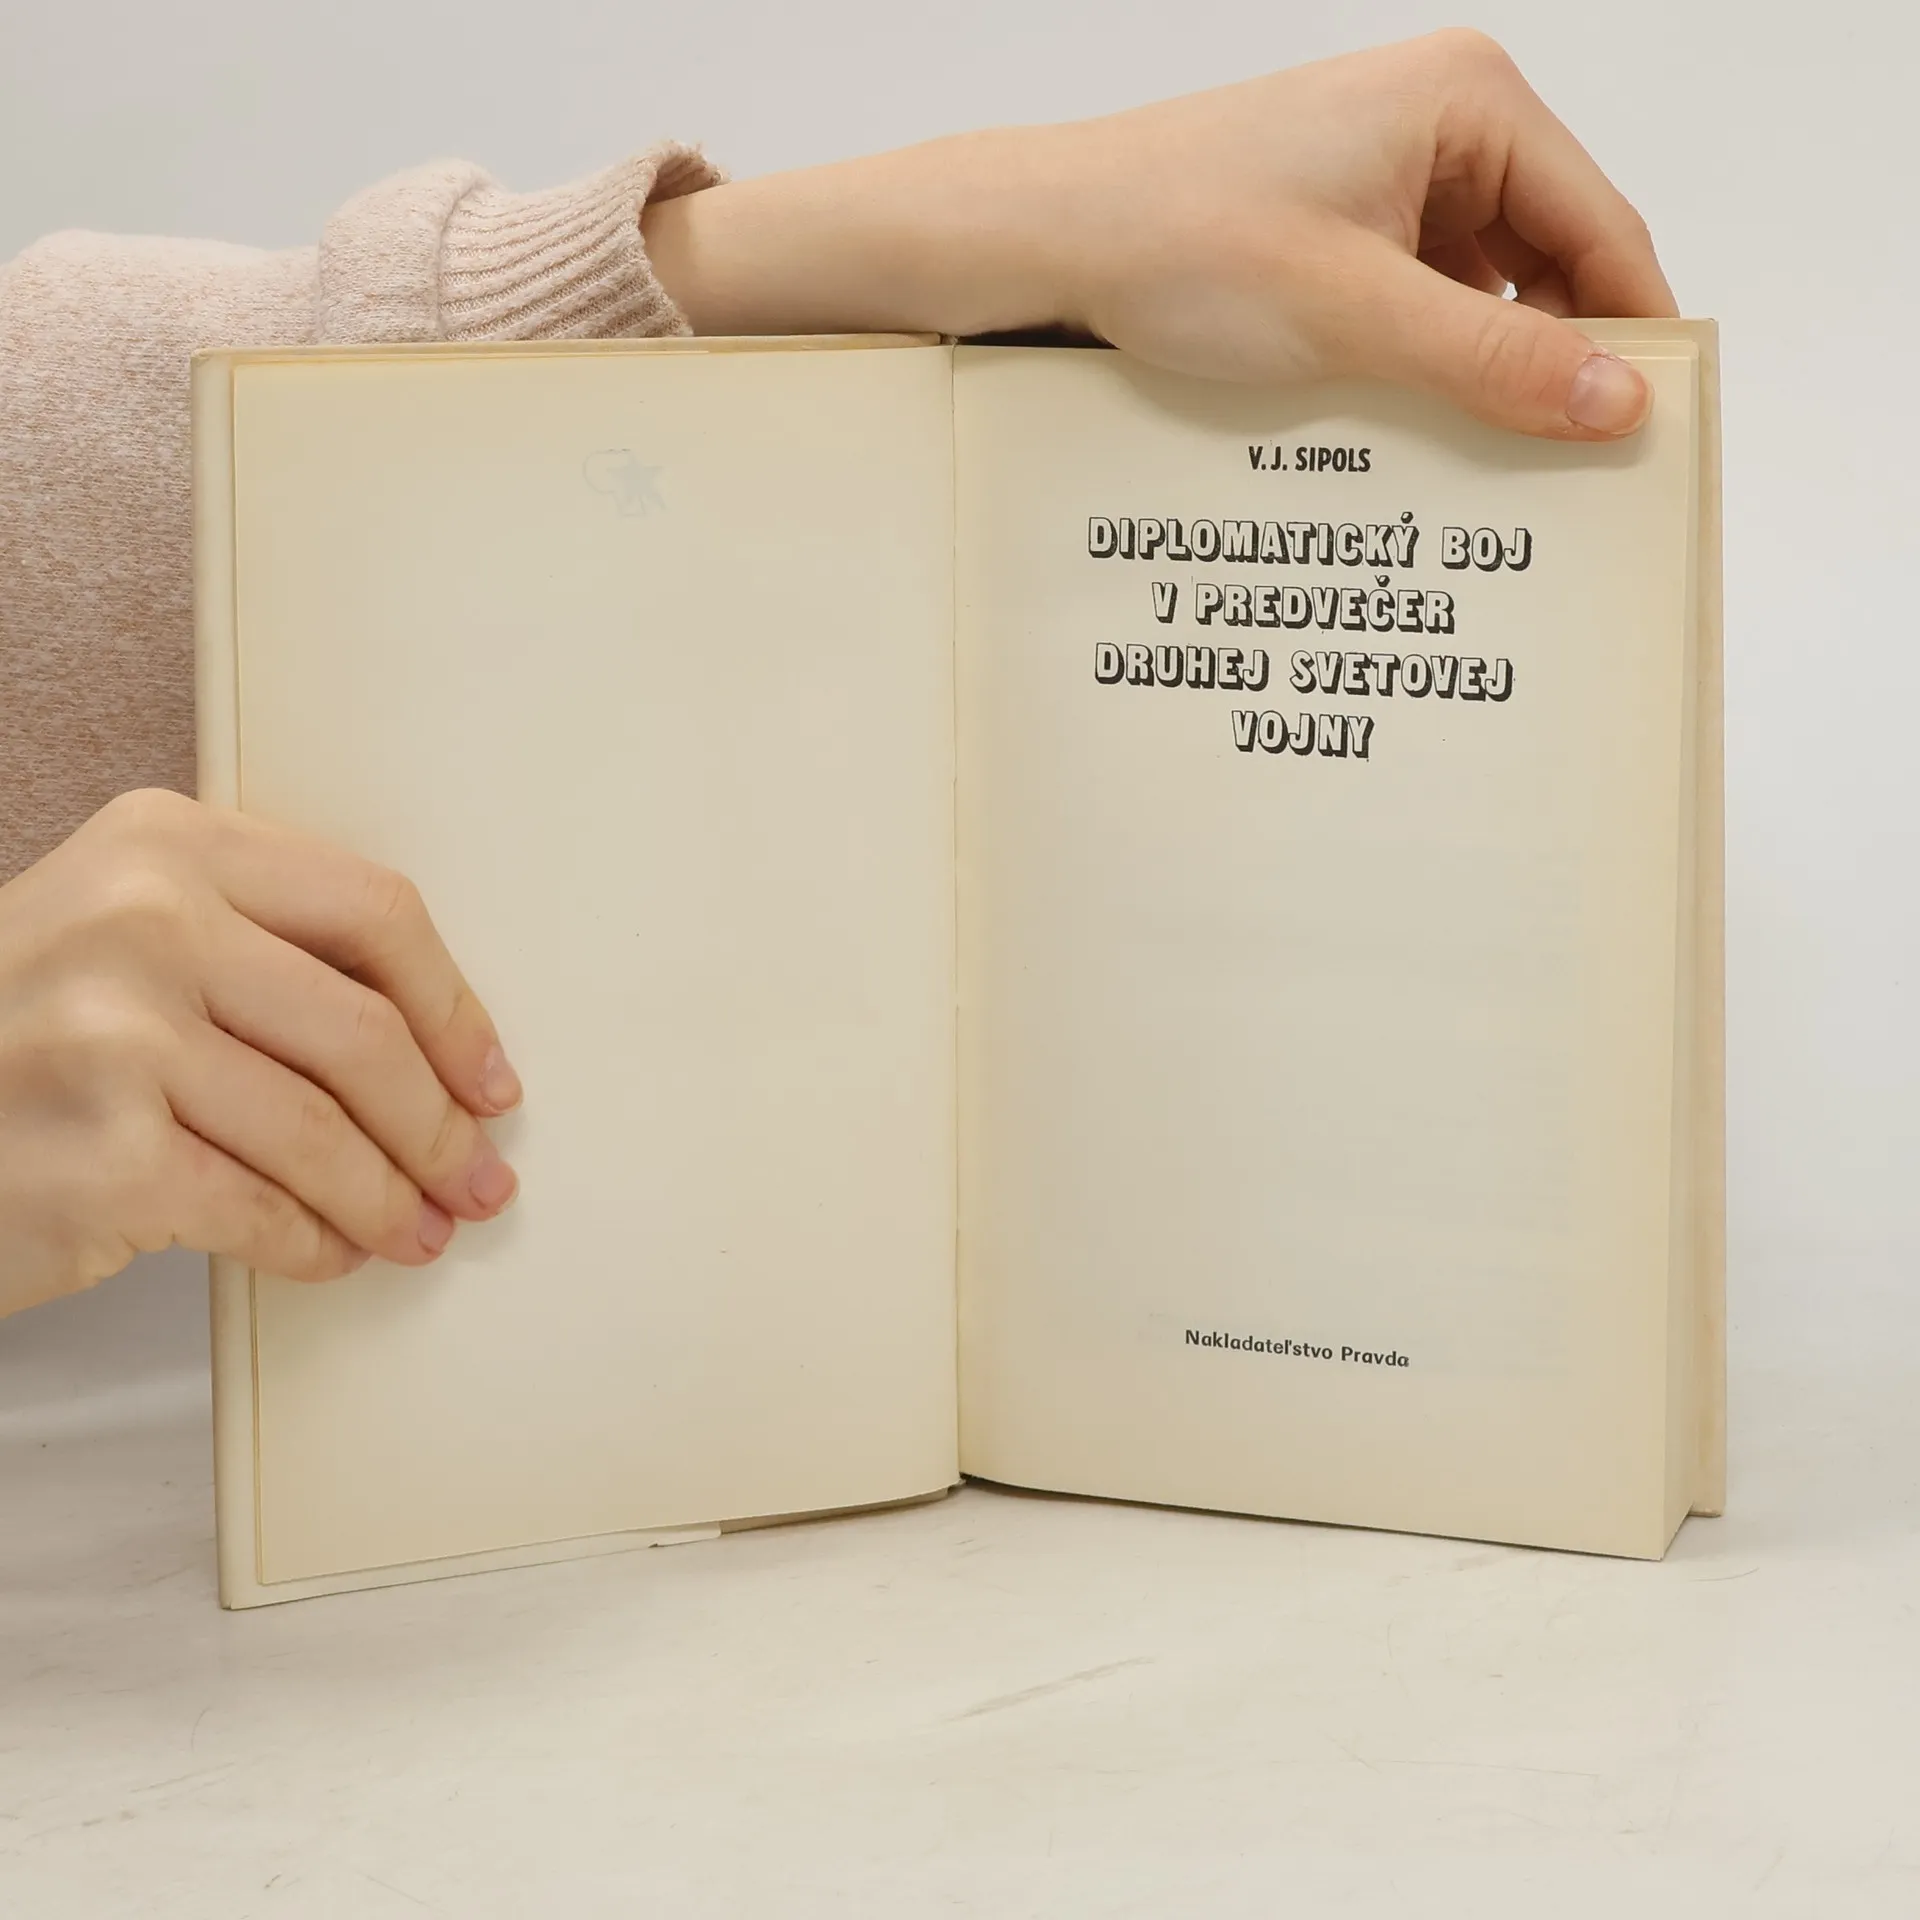 V. J. SIPOLS
DIPLOMATICKÝ BOJ
V PREDVEČER
DRUHEJ SVETOVEJ
VOJNY
Nakladateľstvo Pravda